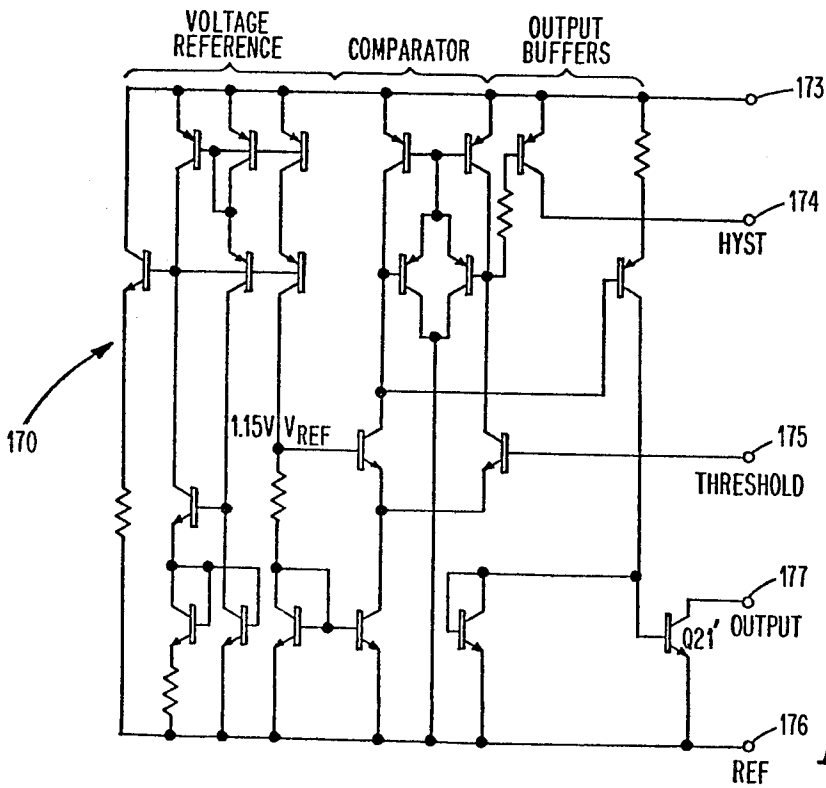 VOLTAGE
REFERENCE
COMPARATOR
OUTPUT
BUFFERS
173
174
HYST
170
1.15V VREF
175
THRESHOLD
177
Q21' OUTPUT
176
REF